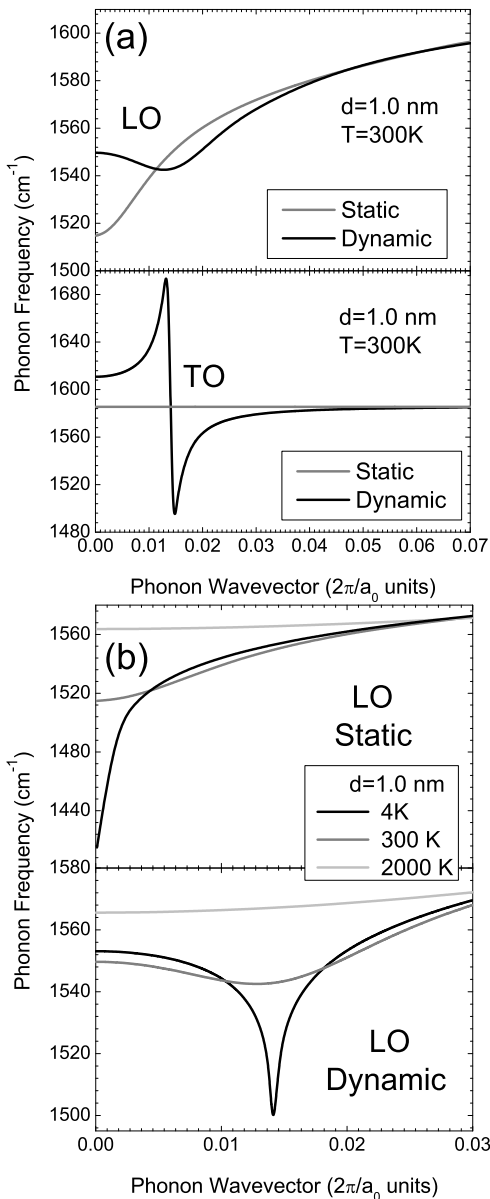 (a)
1600
1580
1560
1540
1520
1500
LO
d=1.0 nm
T=300K
Static
Dynamic
Phonon Frequency (cm⁻¹)
1680
1640
1600
1560
1520
1480
TO
d=1.0 nm
T=300K
Static
Dynamic
0.00 0.01 0.02 0.03 0.04 0.05 0.06 0.07
Phonon Wavevector (2π/a₀ units)
(b)
1560
1520
1480
1440
1580
LO
Static
d=1.0 nm
4K
300 K
2000 K
Phonon Frequency (cm⁻¹)
1560
1540
1520
1500
LO
Dynamic
0.00 0.01 0.02 0.03
Phonon Wavevector (2π/a₀ units)